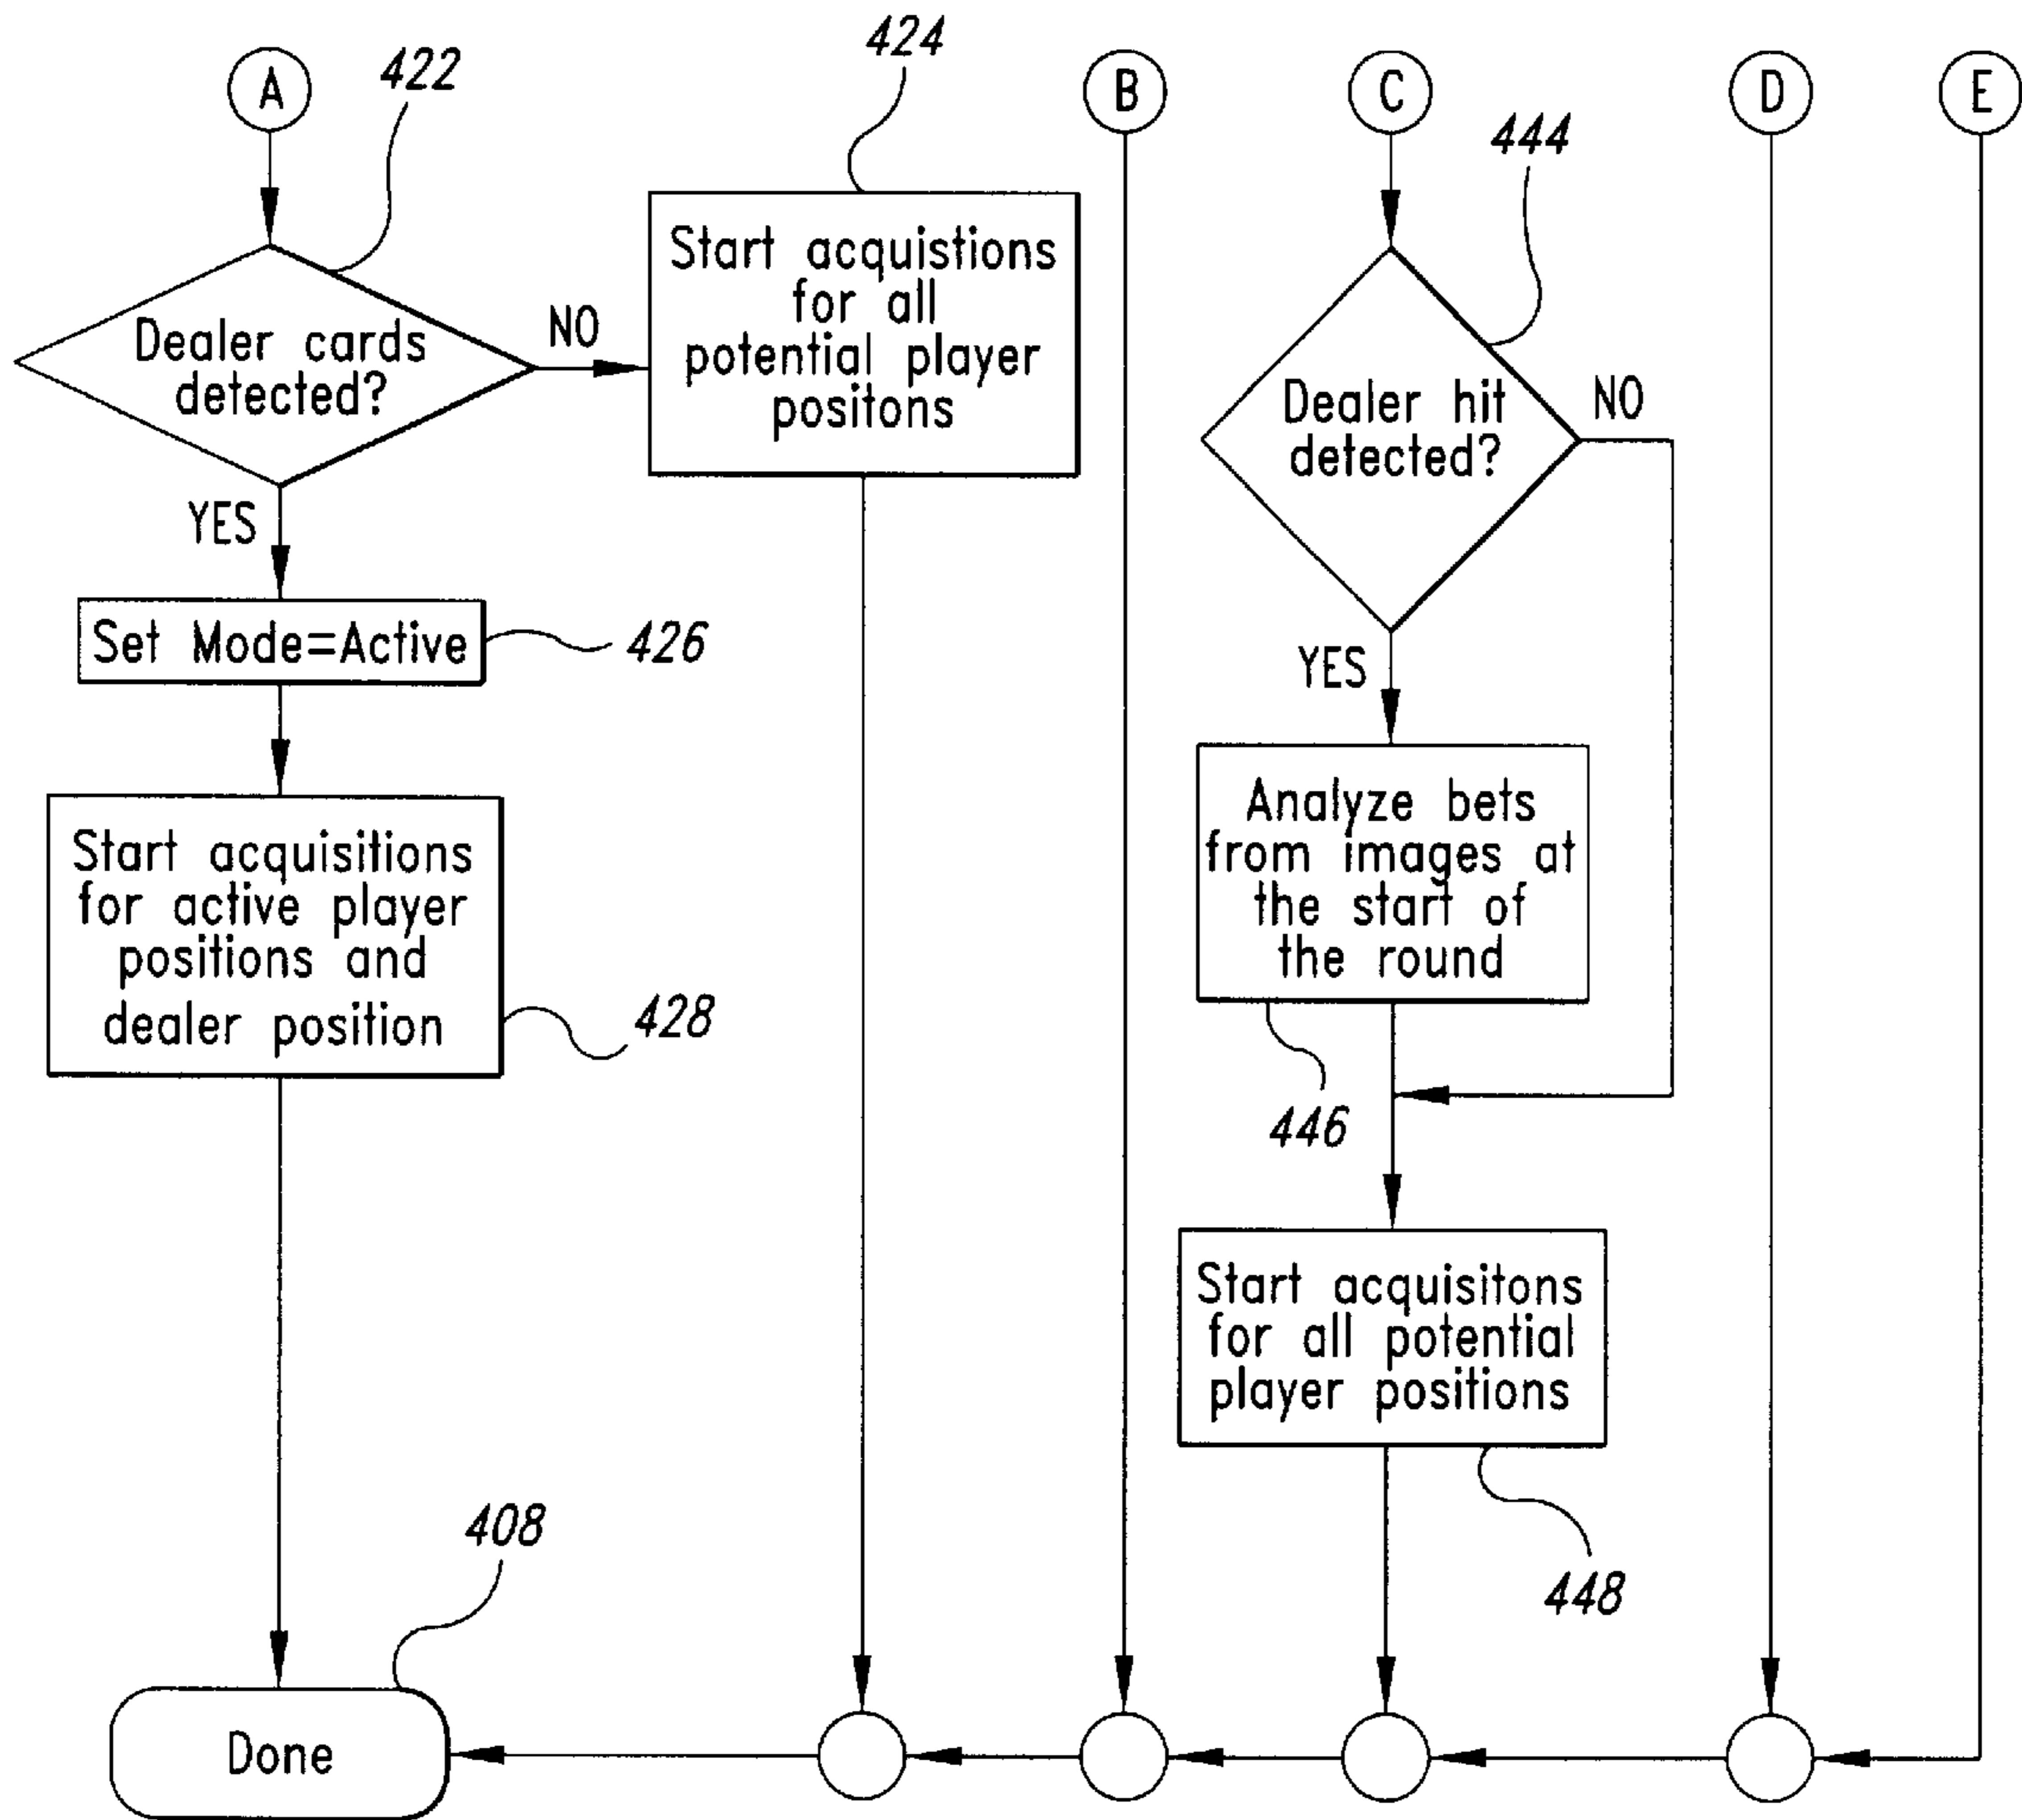 A
422
424
B
C
D
E
444
Dealer cards
detected?
NO
Start acquistions
for all
potential player
positons
Dealer hit
detected?
NO
YES
Set Mode=Active
426
YES
Start acquisitions
for active player
positions and
dealer position
428
Analyze bets
from images at
the start of
the round
446
Start acquisitons
for all potential
player positions
448
408
Done